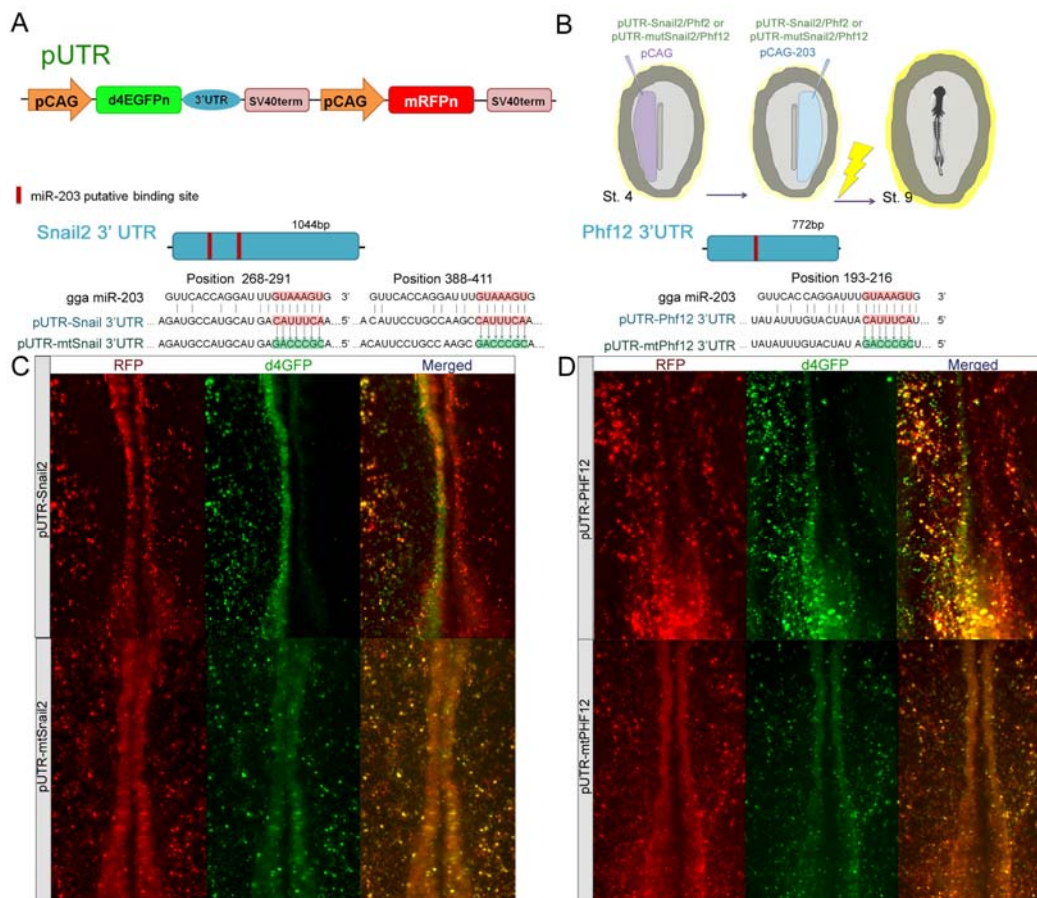 A
pUTR
pCAG d4EGFPn 3'UTR SV40term pCAG mRFPn SV40term
miR-203 putative binding site
1044bp
Snail2 3' UTR
Position 268-291 Position 388-411
gga miR-203 GUUCACCAGGAUUUGUAAAGUG 3' GUUCACCAGGAUUUGUAAAGUG
pUTR-Snail 3'UTR ... AGAUGCCAUGCAUGACAUUUCAA... 5' ... ACAUUCCUGCCAAGCCAUUUCAA...
pUTR-mtSnail 3'UTR ... AGAUGCCAUGCAUGAGACCCGCA...5' ...ACAUUCCUGCCAAGCGACCCGCA...
B
pUTR-Snail2/Phf2 or
pUTR-mutSnail2/Phf12
pCAG
pUTR-Snail2/Phf2 or
pUTR-mutSnail2/Phf12
pCAG-203
St. 4 St. 9
772bp
Phf12 3'UTR
Position 193-216
gga miR-203 GUUCACCAGGAUUUGUAAAGUG 3'
pUTR-Phf12 3'UTR ... UAUAUUUGUACUAUACAUUUCAU... 5'
pUTR-mtPhf12 3'UTR ... UAUAUUUGUACUAUAGACCCGCU... 5'
C
RFP d4GFP Merged
pUTR-Snail2
pUTR-mtSnail2
D
RFP d4GFP Merged
pUTR-PHF12
pUTR-mtPHF12